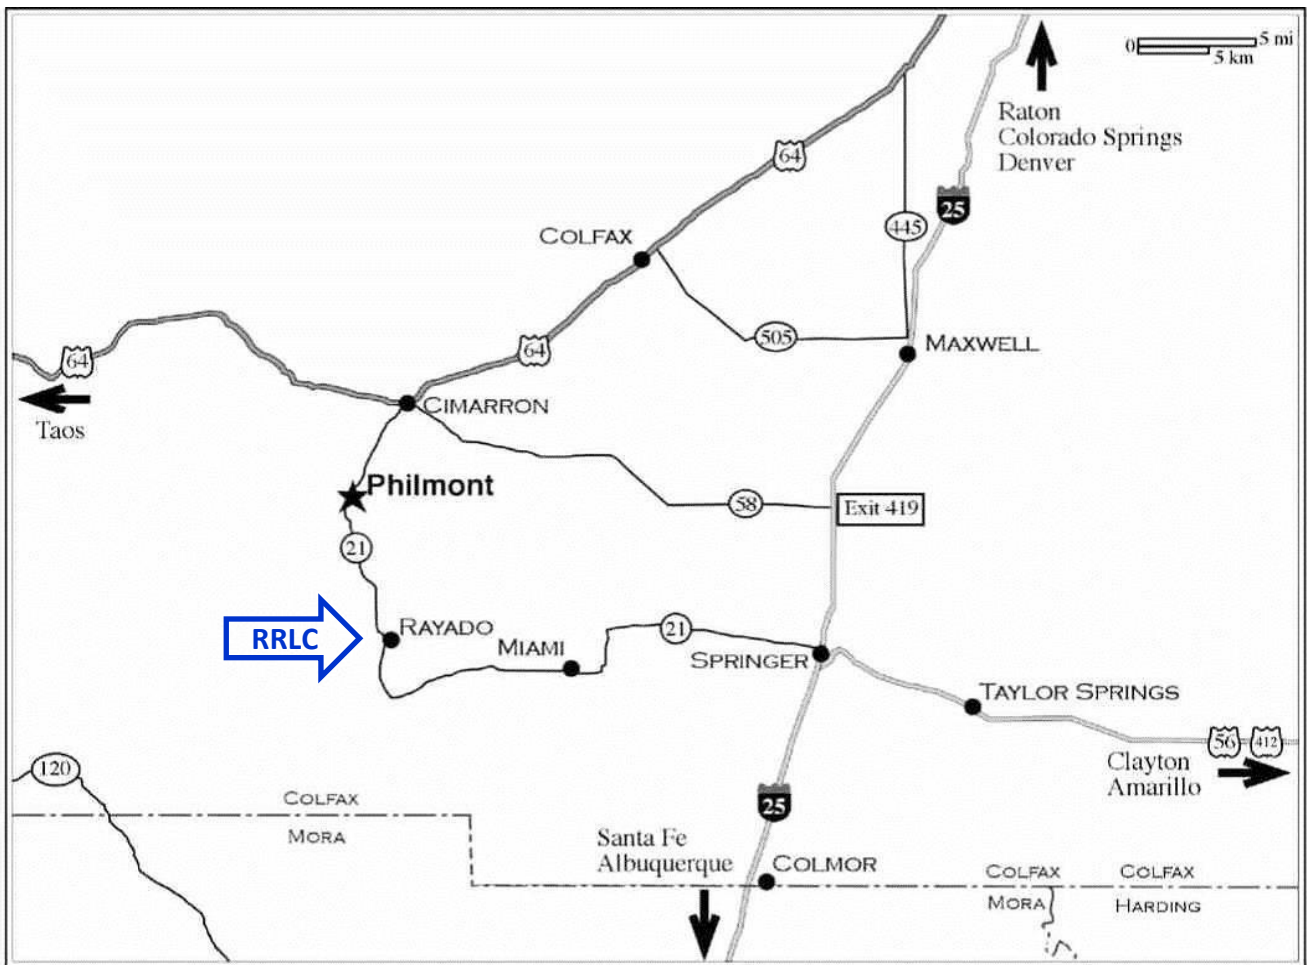 0
5 mi
5 km
Raton
Colorado Springs
Denver
64
25
445
COLFAX
505
MAXWELL
64
64
Taos
CIMARRON
Philmont
58
Exit 419
21
RRLC
RAYADO
MIAMI
21
SPRINGER
TAYLOR SPRINGS
56
412
Clayton
Amarillo
120
COLFAX
MORA
25
Santa Fe
Albuquerque
COLMOR
COLFAX
MORA
COLFAX
HARDING